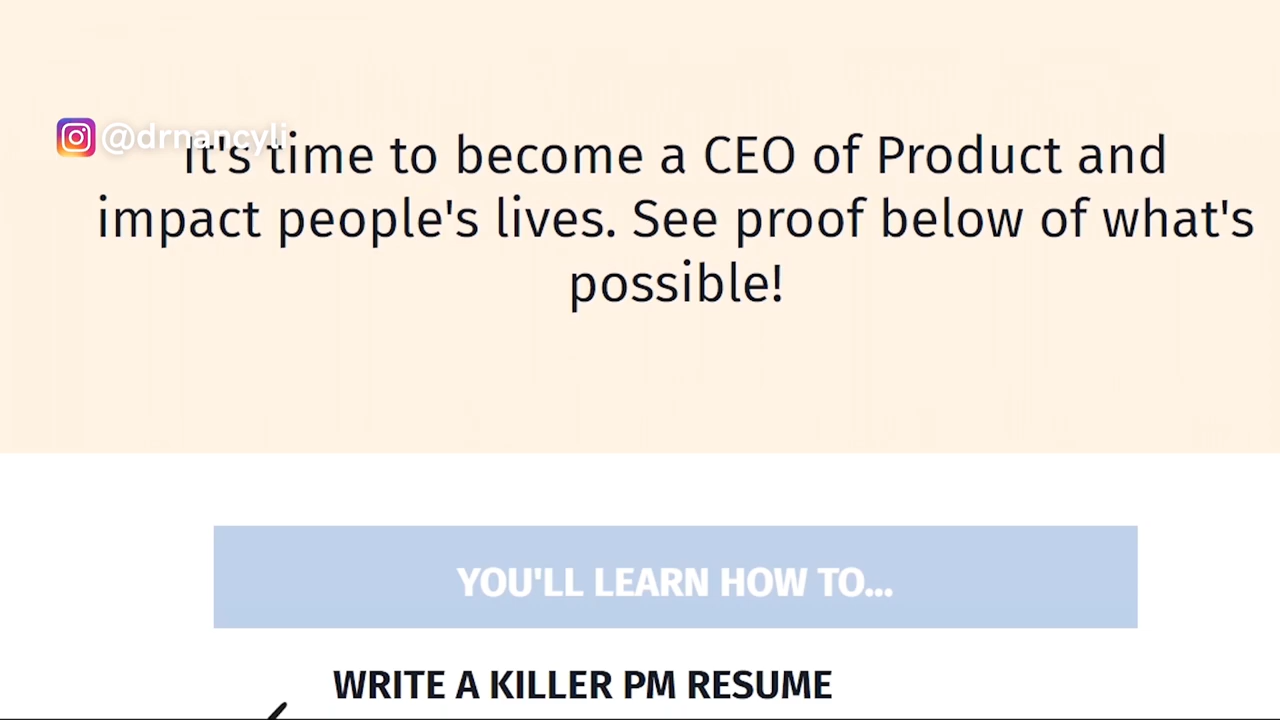 @drnancyli
It's time to become a CEO of Product and
impact people's lives. See proof below of what's
possible!
YOU'LL LEARN HOW TO...
WRITE A KILLER PM RESUME